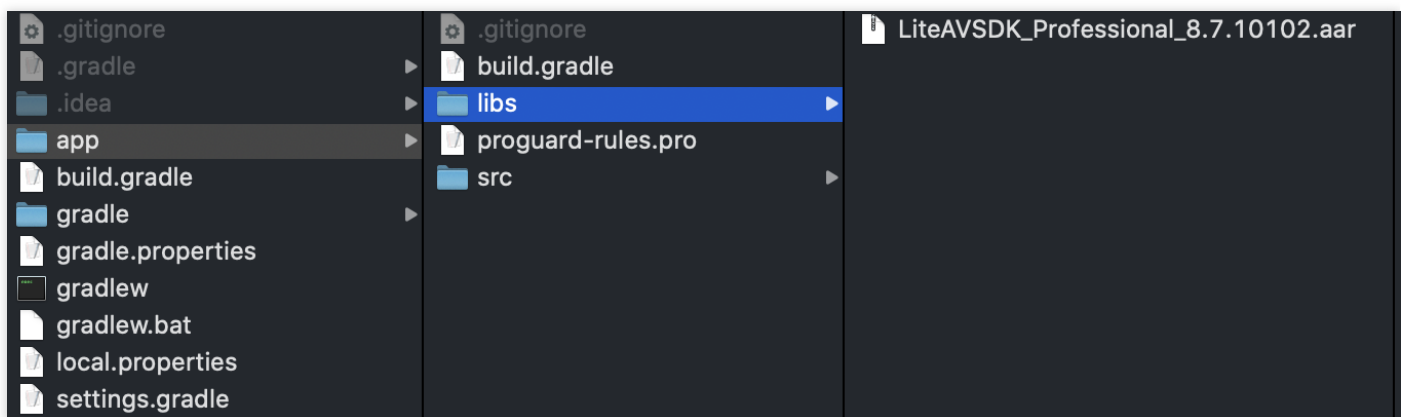 .gitignore
.gradle
.idea
app
build.gradle
gradle
gradle.properties
gradlew
gradlew.bat
local.properties
settings.gradle
.gitignore
build.gradle
libs
proguard-rules.pro
src
LiteAVSDK_Professional_8.7.10102.aar